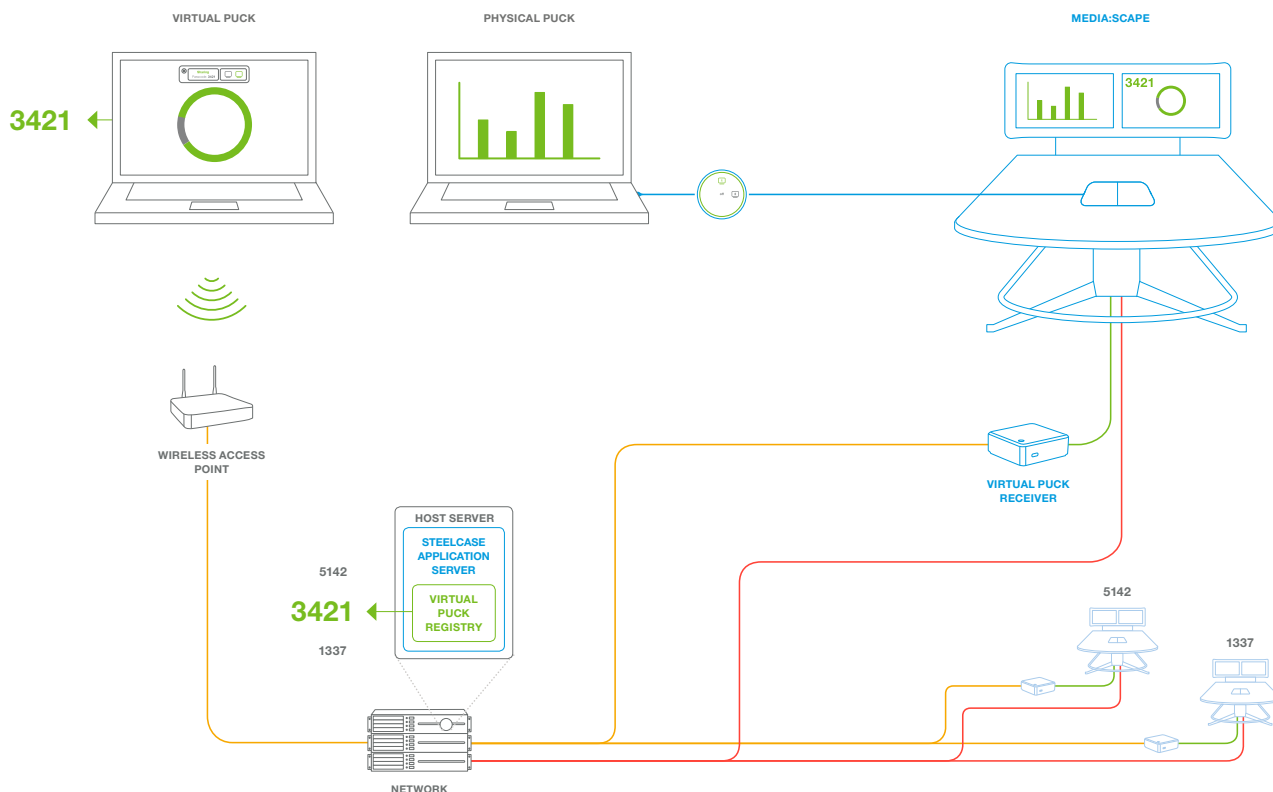 VIRTUAL PUCK
PHYSICAL PUCK
MEDIA:SCAPE
Sharing
3421
3421
WIRELESS ACCESS
POINT
VIRTUAL PUCK
RECEIVER
HOST SERVER
STEELCASE
APPLICATION
SERVER
VIRTUAL
PUCK
REGISTRY
5142
3421
1337
5142
1337
NETWORK